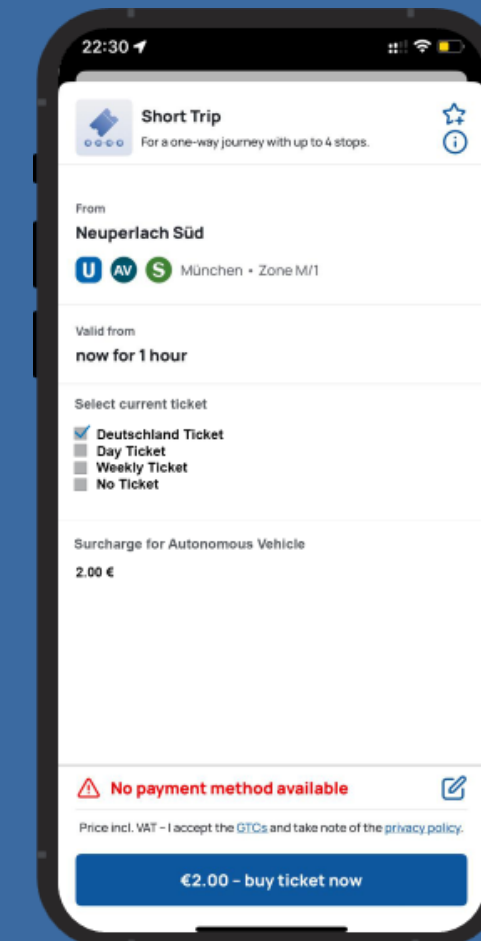 22:30
Short Trip
For a one-way journey with up to 4 stops.
From
Neuperlach Süd
U AV S München • Zone M/1
Valid from
now for 1 hour
Select current ticket
Deutschland Ticket
Day Ticket
Weekly Ticket
No Ticket
Surcharge for Autonomous Vehicle
2.00 €
No payment method available
Price incl. VAT – I accept the GTCs and take note of the privacy policy.
€2.00 – buy ticket now